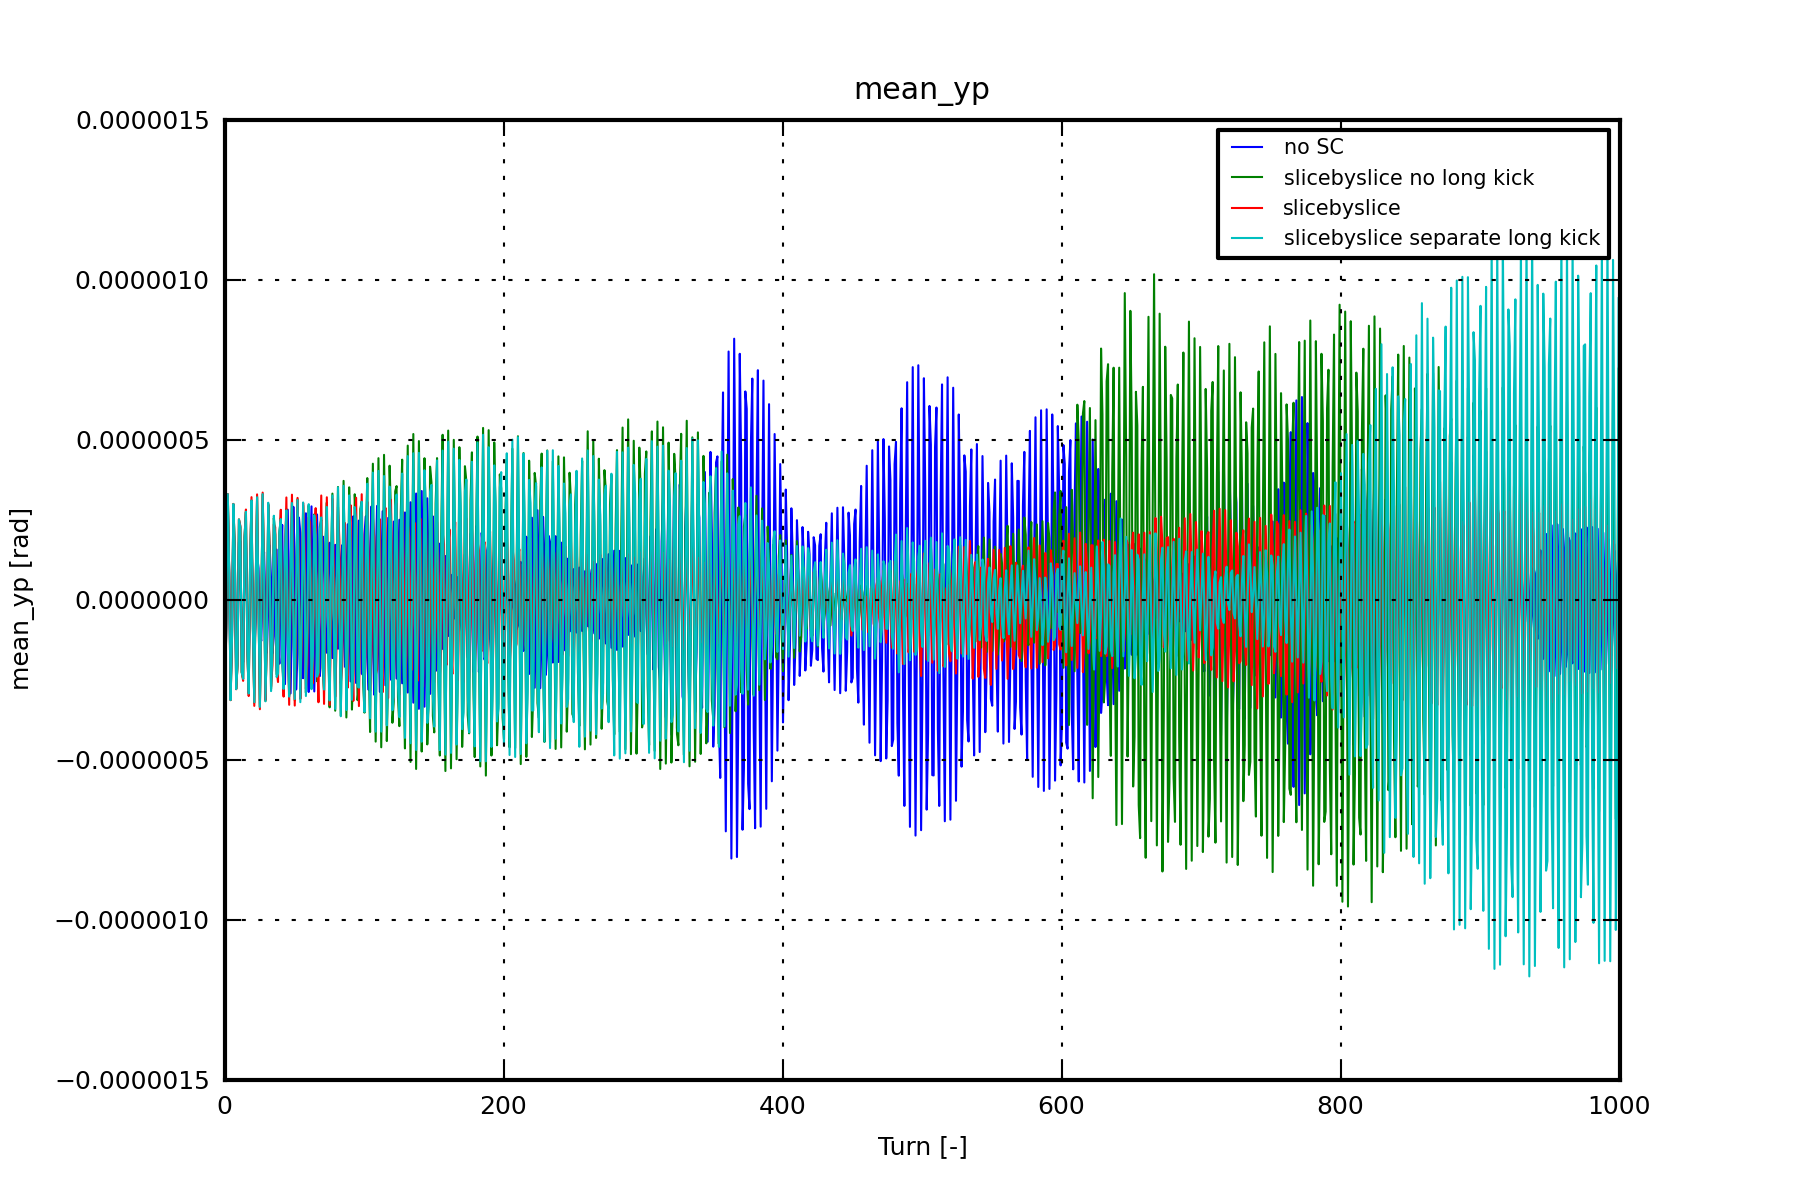 mean_yp
0.0000015
0.0000010
0.0000005
0.0000000
−0.0000005
−0.0000010
−0.0000015
mean_yp [rad]
no SC
slicebyslice no long kick
slicebyslice
slicebyslice separate long kick
0 200 400 600 800 1000
Turn [-]